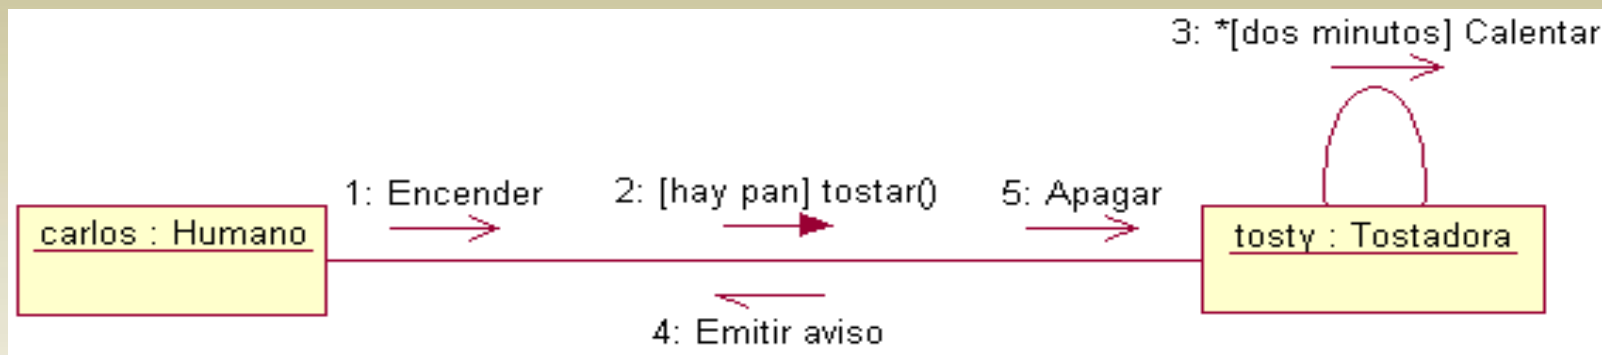 3: *[dos minutos] Calentar
1: Encender
2: [hay pan] tostar()
5: Apagar
carlos : Humano
tosty : Tostadora
4: Emitir aviso